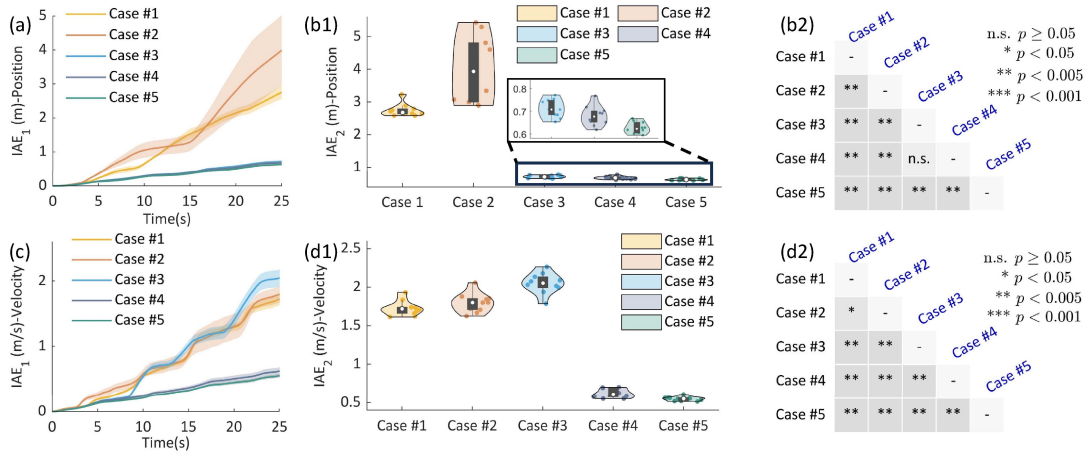 (a)
Case #1
Case #2
Case #3
Case #4
Case #5
IAE1 (m)-Position
5
4
3
2
1
0
0 5 10 15 20 25
Time(s)
(b1)
Case #1 Case #2
Case #3 Case #4
Case #5
IAE2 (m)-Position
5
4
3
2
1
0.8
0.7
0.6
Case 1 Case 2 Case 3 Case 4 Case 5
(b2)
Case #1
Case #2
Case #3
Case #4
Case #5
n.s. p ≥ 0.05
* p < 0.05
** p < 0.005
*** p < 0.001
Case #1 -
Case #2 ** -
Case #3 ** ** -
Case #4 ** ** n.s. -
Case #5 ** ** ** ** -
(c)
Case #1
Case #2
Case #3
Case #4
Case #5
IAE1 (m/s)-Velocity
2
1
0
0 5 10 15 20 25
Time(s)
(d1)
Case #1
Case #2
Case #3
Case #4
Case #5
IAE2 (m/s)-Velocity
2.5
2
1.5
1
0.5
Case #1 Case #2 Case #3 Case #4 Case #5
(d2)
Case #1
Case #2
Case #3
Case #4
Case #5
n.s. p ≥ 0.05
* p < 0.05
** p < 0.005
*** p < 0.001
Case #1 -
Case #2 * -
Case #3 ** ** -
Case #4 ** ** ** -
Case #5 ** ** ** ** -